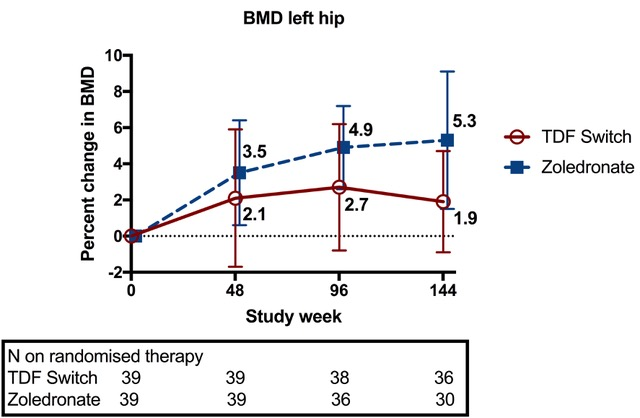 BMD left hip
Percent change in BMD
10
8
6
4
2
0
-2
3.5
4.9
5.3
2.1
2.7
1.9
TDF Switch
Zoledronate
0 48 96 144
Study week
N on randomised therapy
TDF Switch 39 39 38 36
Zoledronate 39 39 36 30